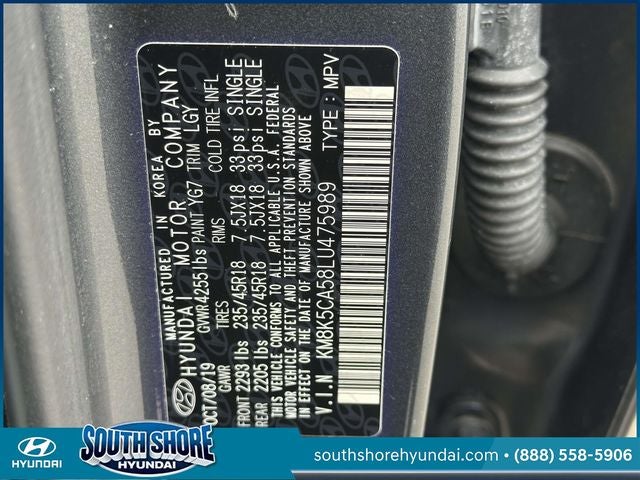 MANUFACTURED IN KOREA BY
HYUNDAI MOTOR COMPANY
OCT/08/19 GVWR 4255lbs PAINT YG7 TRIM LGY
GAWR TIRES RIMS COLD TIRE INFL
FRONT 2293 lbs 235/45R18 7.5JX18 33psi SINGLE
REAR 2205 lbs 235/45R18 7.5JX18 33psi SINGLE
THIS VEHICLE CONFORMS TO ALL APPLICABLE U.S.A. FEDERAL
MOTOR VEHICLE SAFETY AND THEFT PREVENTION STANDARDS
IN EFFECT ON THE DATE OF MANUFACTURE SHOWN ABOVE
V.I.N : KM8K5CA58LU475989 TYPE : MPV
HYUNDAI
SOUTH SHORE
HYUNDAI
southshorehyundai.com • (888) 558-5906